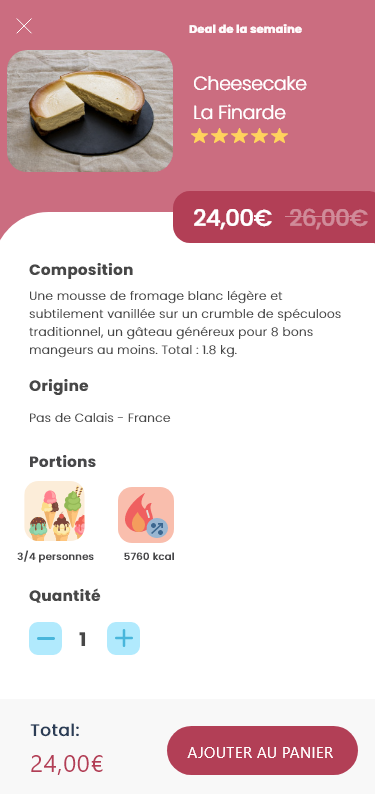 Deal de la semaine
Cheesecake
La Finarde
24,00€ 26,00€
Composition
Une mousse de fromage blanc légère et
subtilement vanillée sur un crumble de spéculoos
traditionnel, un gâteau généreux pour 8 bons
mangeurs au moins. Total : 1.8 kg.
Origine
Pas de Calais - France
Portions
3/4 personnes 5760 kcal
Quantité
1
Total:
24,00€
AJOUTER AU PANIER